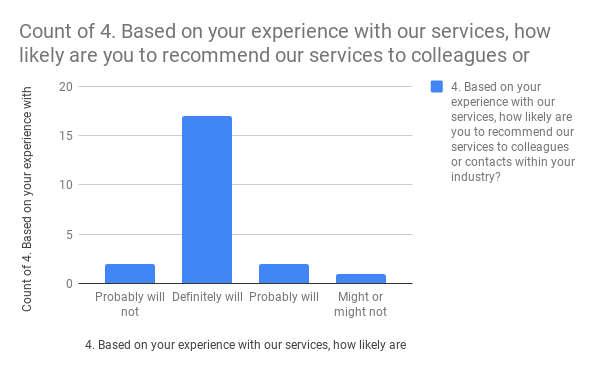 Count of 4. Based on your experience with our services, how
likely are you to recommend our services to colleagues or
Count of 4. Based on your experience with
20
15
10
5
0
Probably will
not
Definitely will
Probably will
Might or
might not
4. Based on your experience with our services, how likely are
4. Based on your
experience with our
services, how likely are
you to recommend our
services to colleagues
or contacts within your
industry?